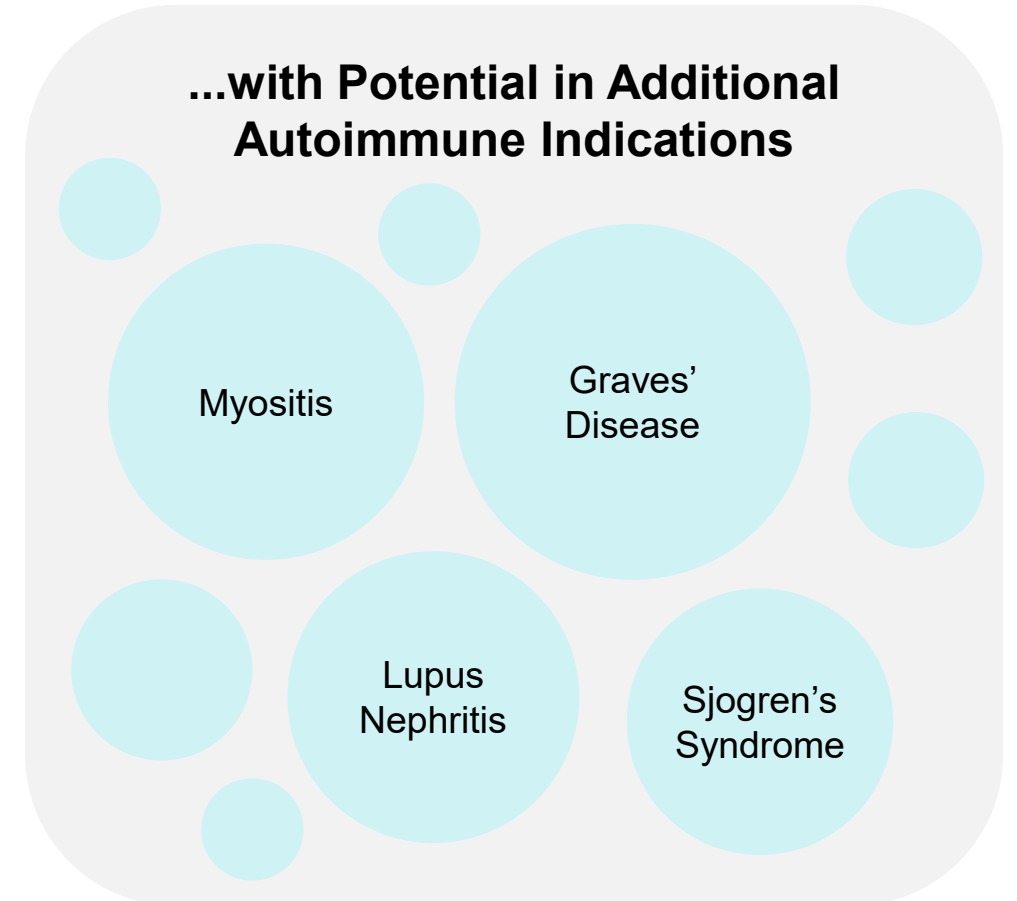 ...with Potential in Additional
Autoimmune Indications
Myositis
Graves’
Disease
Lupus
Nephritis
Sjogren’s
Syndrome